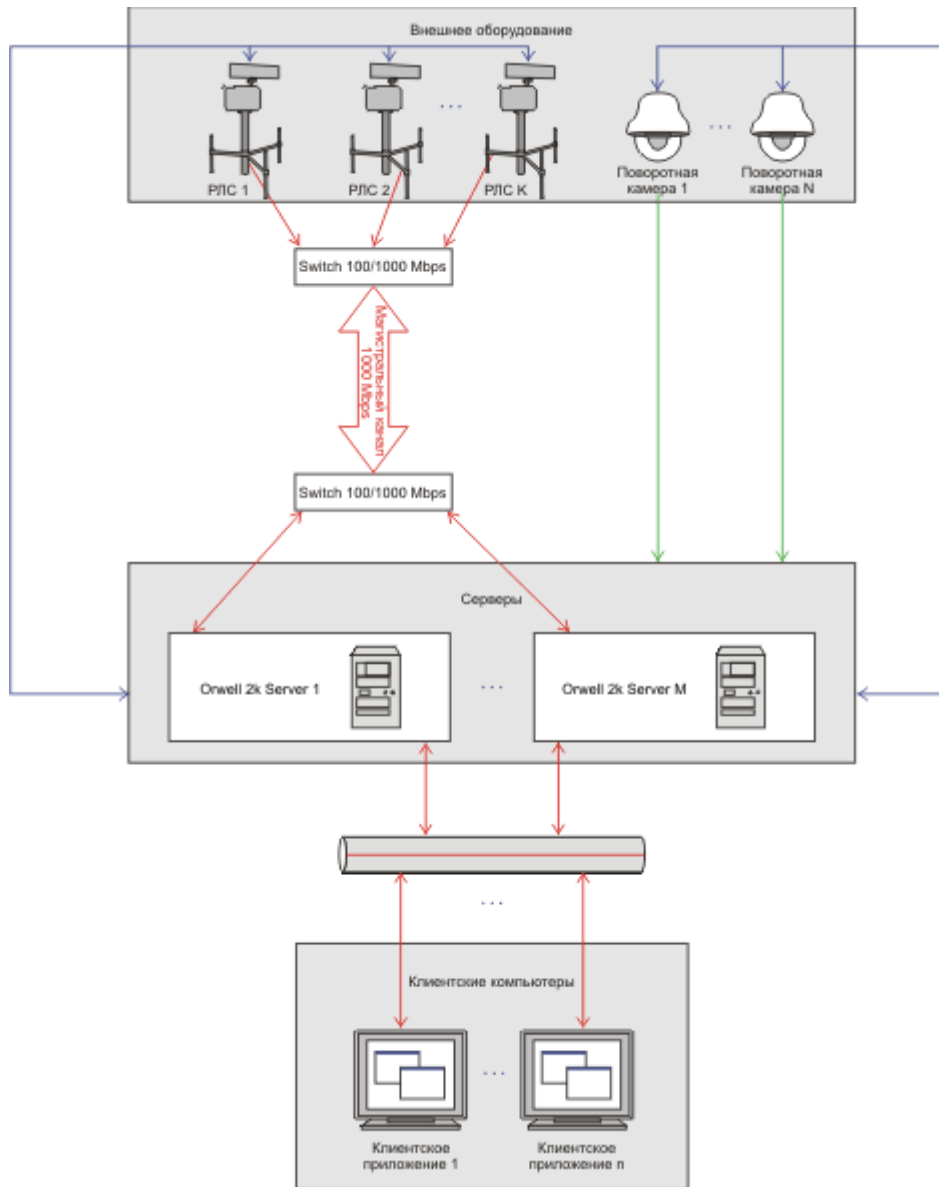 Внешнее оборудование
РЛС 1
РЛС 2
РЛС К
Поворотная
камера 1
Поворотная
камера N
Switch 100/1000 Mbps
Магистральный канал
1000 Mbps
Switch 100/1000 Mbps
Серверы
Orwell 2k Server 1
Orwell 2k Server M
Клиентские компьютеры
Клиентское
приложение 1
Клиентское
приложение n